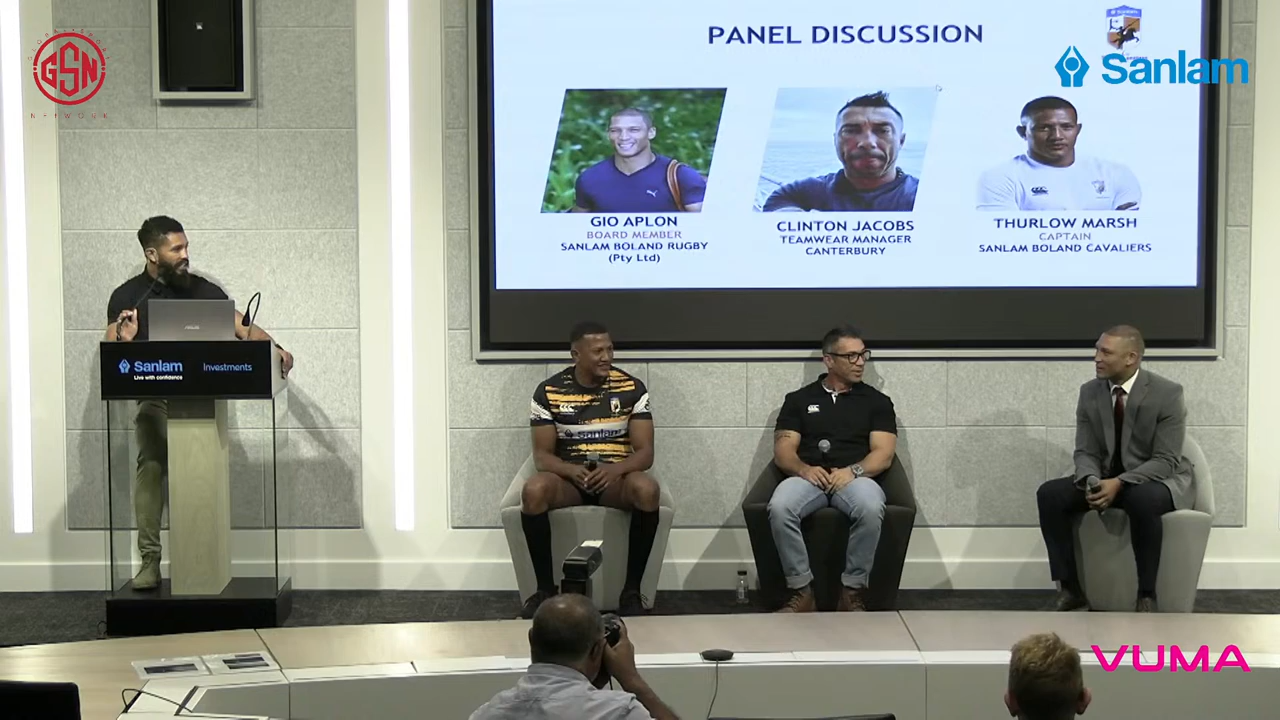 PANEL DISCUSSION
Sanlam
GSN
NETWORK
GIO APLON
BOARD MEMBER
SANLAM BOLAND RUGBY
(Pty Ltd)
CLINTON JACOBS
TEAMWEAR MANAGER
CANTERBURY
THURLOW MARSH
CAPTAIN
SANLAM BOLAND CAVALIERS
Sanlam
Live with confidence
Investments
Sanlam
VUMA